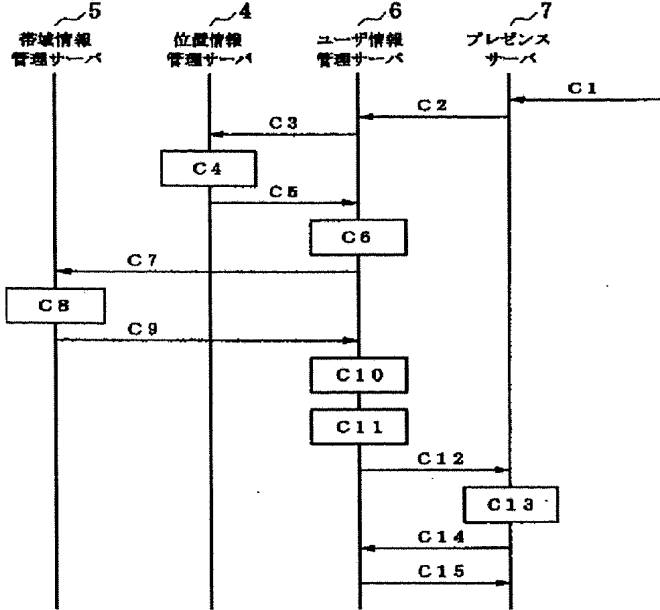 5 4 6 7
帯域情報 位置情報 ユーザ情報 プレゼンス
管理サーバ 管理サーバ 管理サーバ サーバ
C1
C2
C3
C4
C5
C6
C7
C8
C9
C10
C11
C12
C13
C14
C15